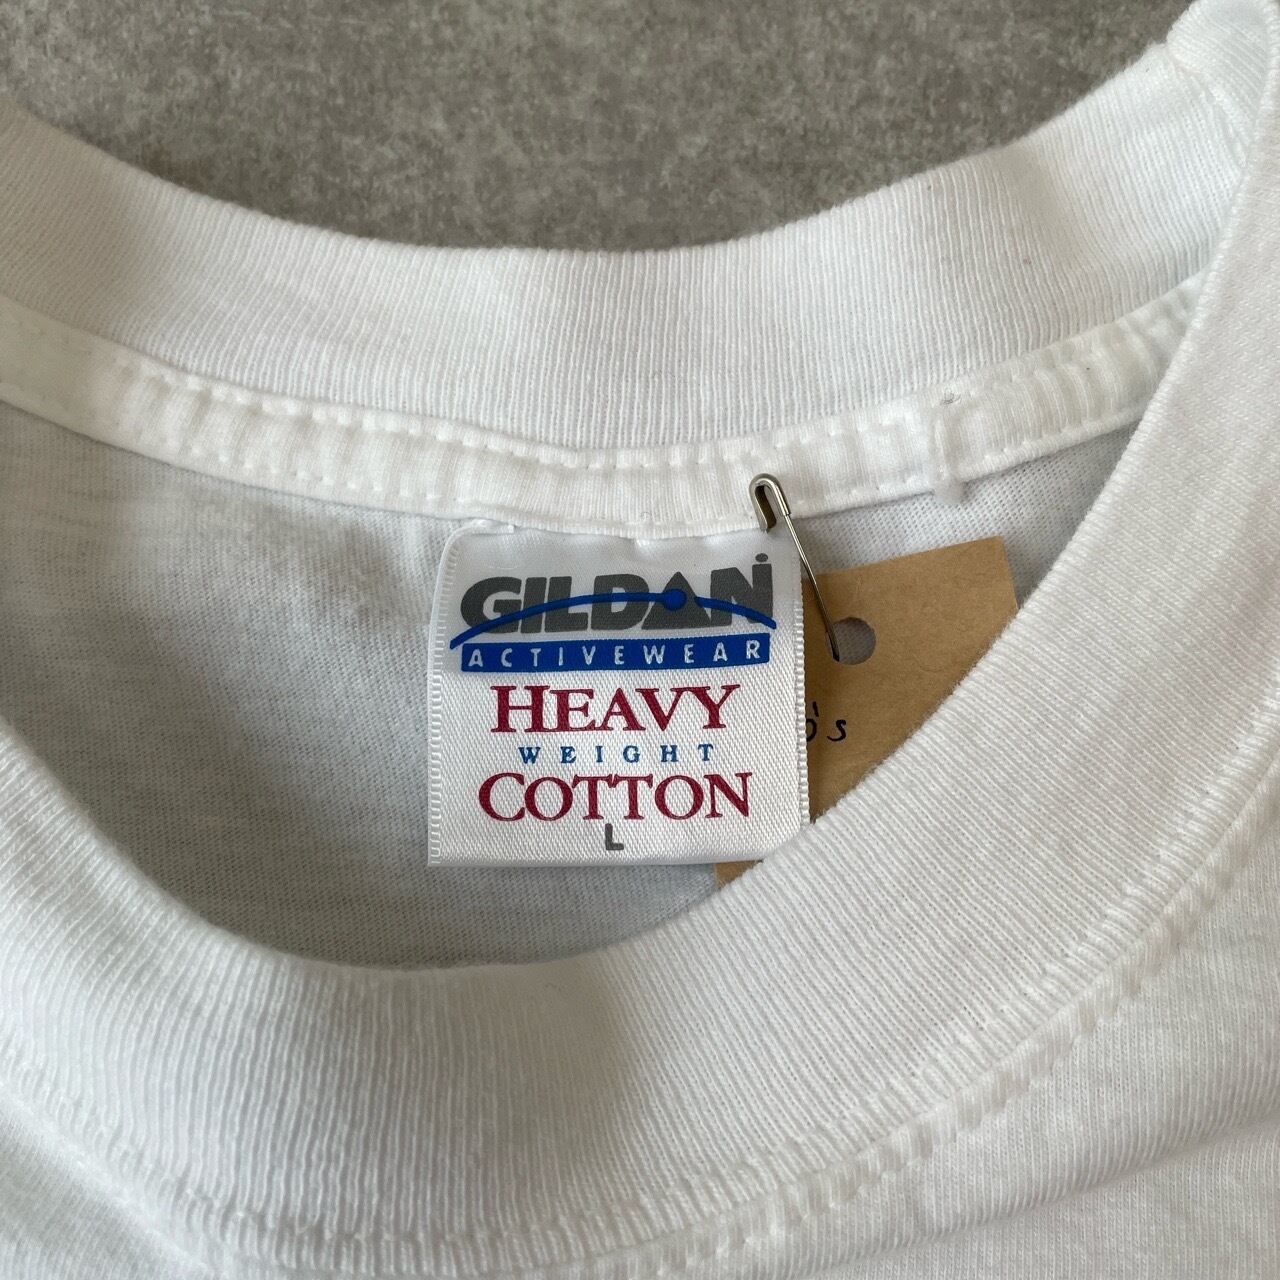 GILDAN
ACTIVEWEAR
HEAVY
WEIGHT
COTTON
L
's